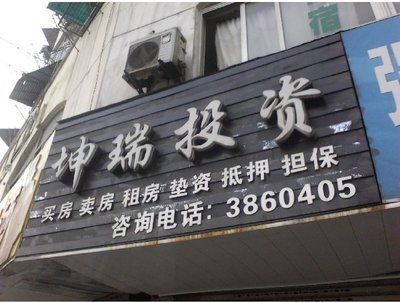 坤瑞投资
买房 卖房 租房 垫资 抵押 担保
咨询电话: 3860405
宿